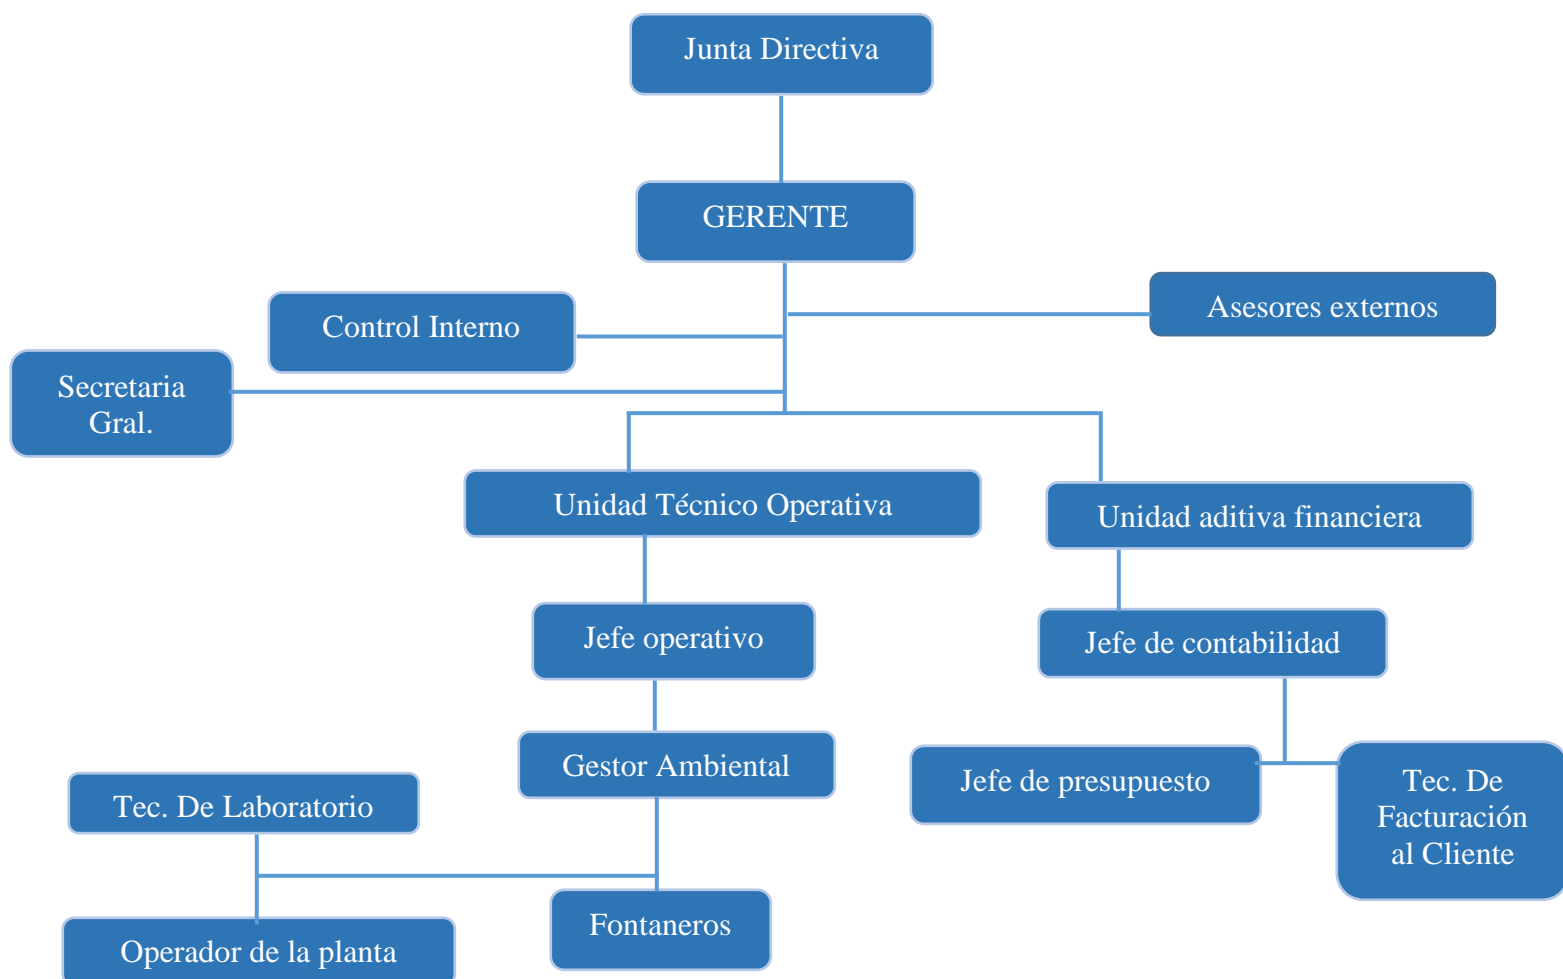 Junta Directiva
GERENTE
Asesores externos
Control Interno
Secretaria
Gral.
Unidad Técnico Operativa
Unidad aditiva financiera
Jefe operativo
Jefe de contabilidad
Gestor Ambiental
Jefe de presupuesto
Tec. De
Facturación
al Cliente
Tec. De Laboratorio
Fontaneros
Operador de la planta